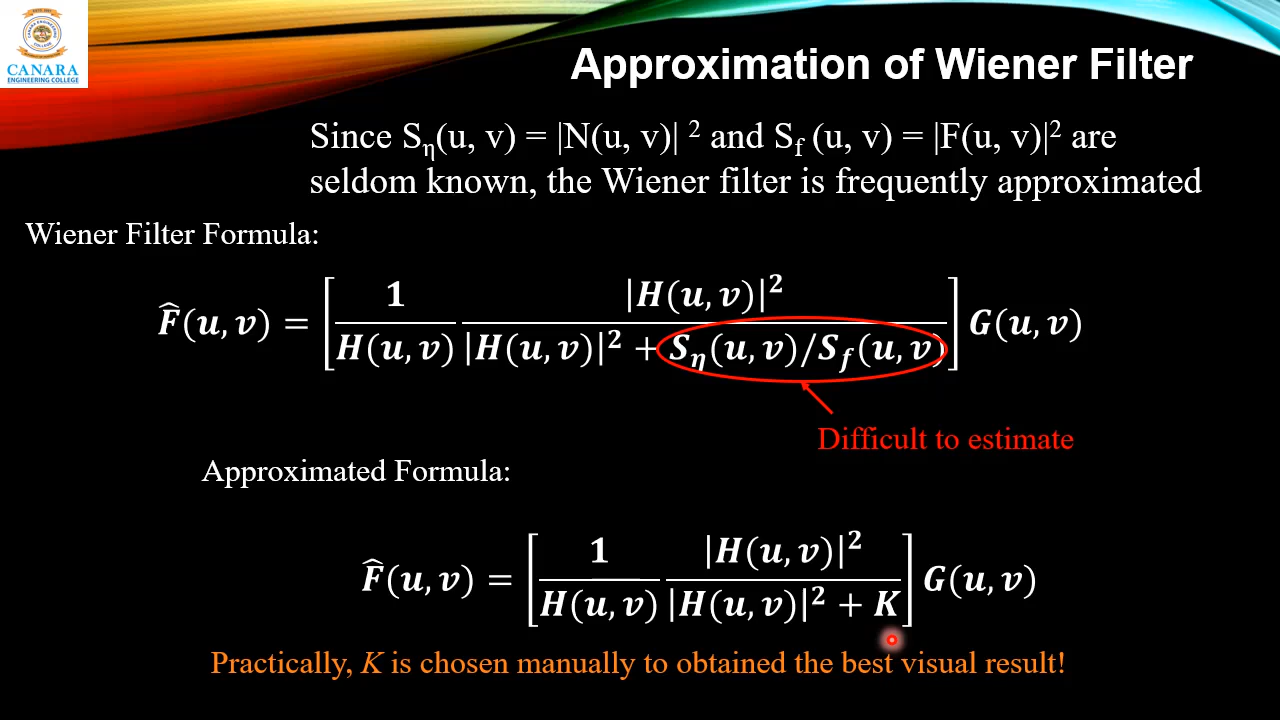 CANARA
ENGINEERING COLLEGE
Approximation of Wiener Filter
Since Sη(u, v) = |N(u, v)| ² and Sf (u, v) = |F(u, v)|² are
seldom known, the Wiener filter is frequently approximated
Wiener Filter Formula:
F̂(u, v) = [ 1/H(u, v) |H(u, v)|² / (|H(u, v)|² + Sη(u, v)/Sf(u, v)) ] G(u, v)
Difficult to estimate
Approximated Formula:
F̂(u, v) = [ 1/H(u, v) |H(u, v)|² / (|H(u, v)|² + K) ] G(u, v)
Practically, K is chosen manually to obtained the best visual result!